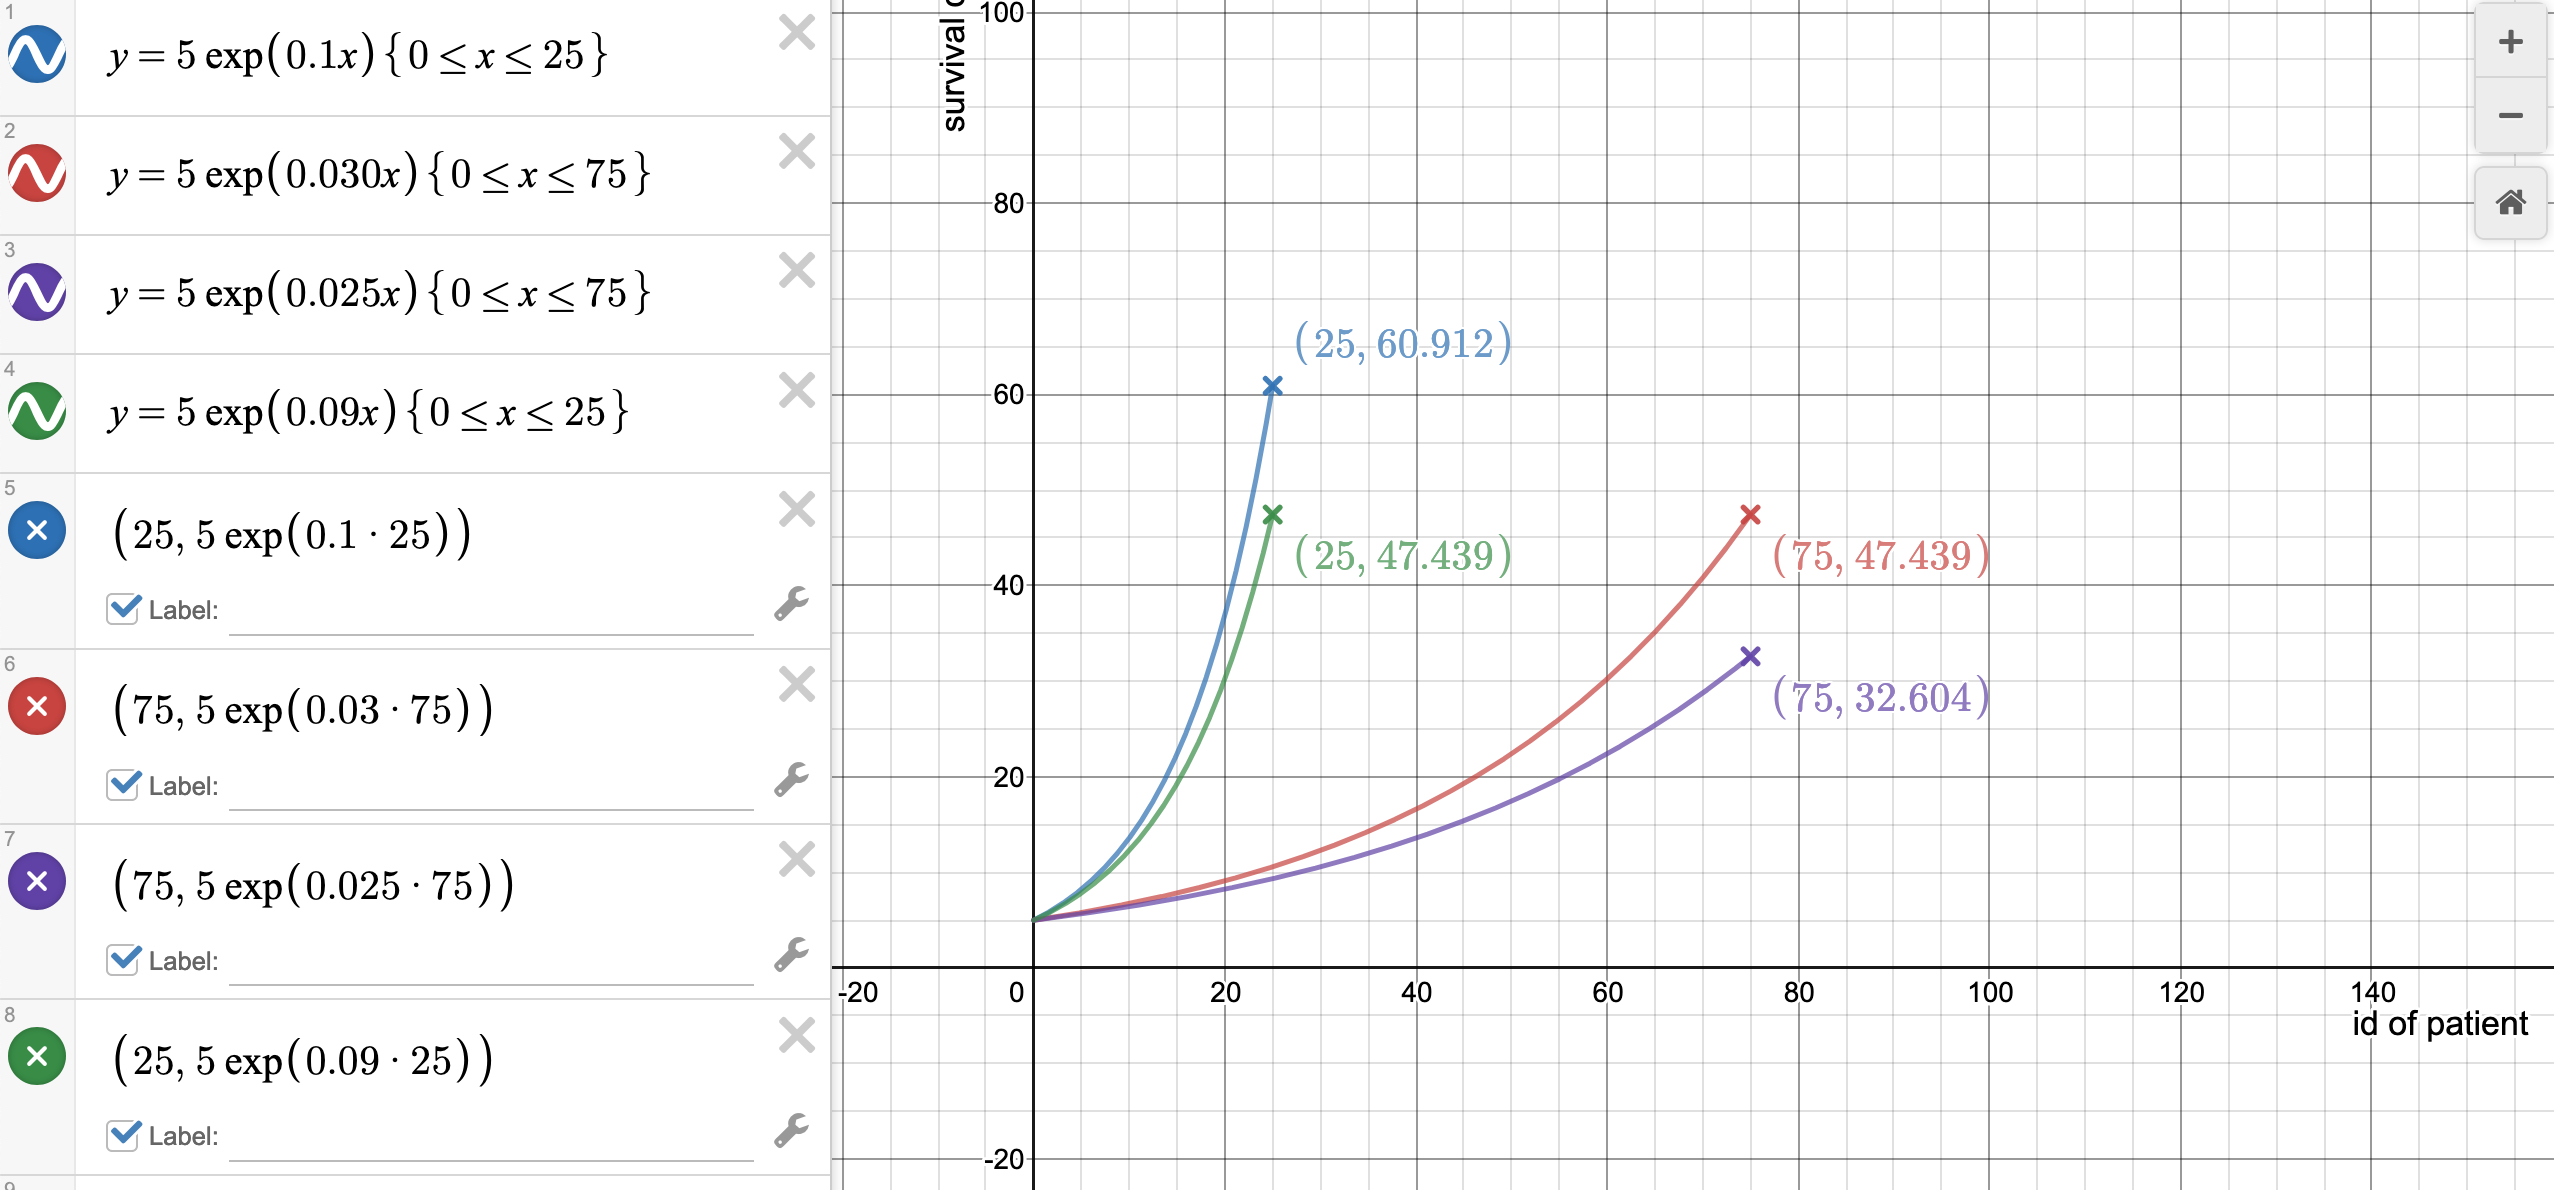 1
y = 5 exp(0.1x){0 ≤ x ≤ 25}
2
y = 5 exp(0.030x){0 ≤ x ≤ 75}
3
y = 5 exp(0.025x){0 ≤ x ≤ 75}
4
y = 5 exp(0.09x){0 ≤ x ≤ 25}
5
(25, 5 exp(0.1 · 25))
Label:
6
(75, 5 exp(0.03 · 75))
Label:
7
(75, 5 exp(0.025 · 75))
Label:
8
(25, 5 exp(0.09 · 25))
Label:
survival
100
80
60
40
20
-20
(25, 60.912)
(25, 47.439)
(75, 47.439)
(75, 32.604)
-20 0 20 40 60 80 100 120 140
id of patient